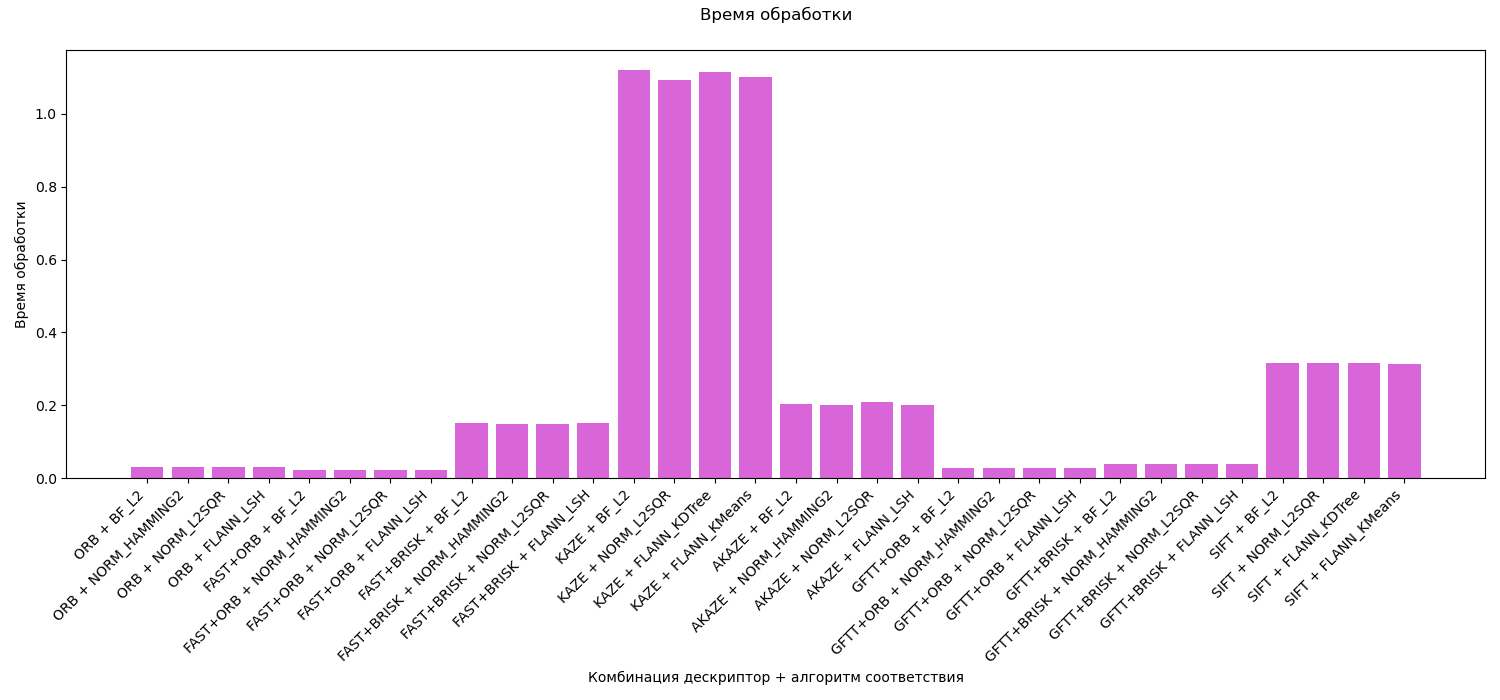 Время обработки
Время обработки
1.0
0.8
0.6
0.4
0.2
0.0
ORB + BF_L2
ORB + NORM_HAMMING2
ORB + NORM_L2SQR
ORB + FLANN_LSH
FAST+ORB + BF_L2
FAST+ORB + NORM_HAMMING2
FAST+ORB + NORM_L2SQR
FAST+ORB + FLANN_LSH
FAST+BRISK + BF_L2
FAST+BRISK + NORM_HAMMING2
FAST+BRISK + NORM_L2SQR
FAST+BRISK + FLANN_LSH
KAZE + BF_L2
KAZE + NORM_L2SQR
KAZE + FLANN_KDTree
KAZE + FLANN_KMeans
AKAZE + BF_L2
AKAZE + NORM_HAMMING2
AKAZE + NORM_L2SQR
AKAZE + FLANN_LSH
GFTT+ORB + BF_L2
GFTT+ORB + NORM_HAMMING2
GFTT+ORB + NORM_L2SQR
GFTT+ORB + FLANN_LSH
GFTT+BRISK + BF_L2
GFTT+BRISK + NORM_HAMMING2
GFTT+BRISK + NORM_L2SQR
GFTT+BRISK + FLANN_LSH
SIFT + BF_L2
SIFT + NORM_L2SQR
SIFT + FLANN_KDTree
SIFT + FLANN_KMeans
Комбинация дескриптор + алгоритм соответствия